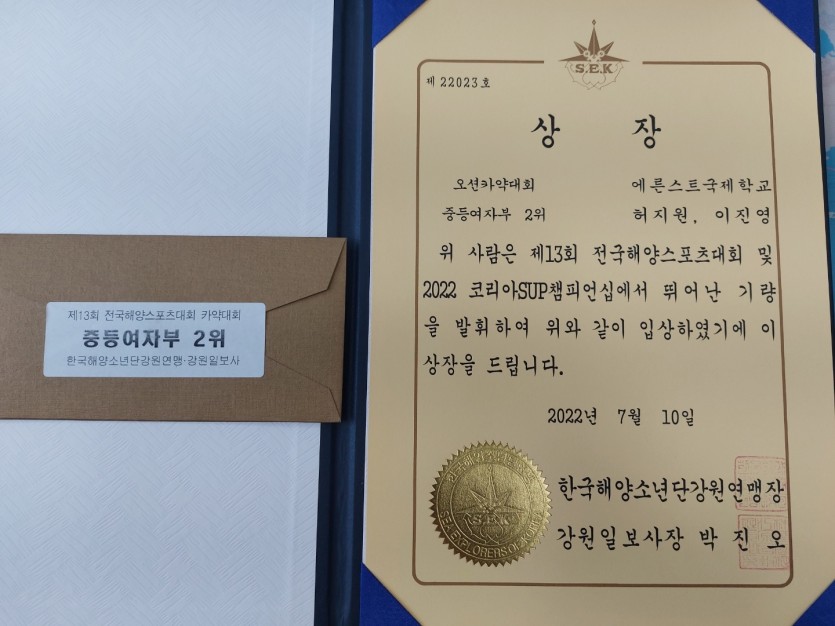 제13회 전국해양스포츠대회 카약대회
중등여자부 2위
한국해양소년단강원연맹·강원일보사
S.E.K
제 22023 호
상 장
오션카약대회 에른스트국제학교
중등여자부 2위 허지원, 이진영
위 사람은 제13회 전국해양스포츠대회 및
2022 코리아SUP챔피언십에서 뛰어난 기량
을 발휘하여 위와 같이 입상하였기에 이
상장을 드립니다.
2022년 7월 10일
한국해양소년단강원연맹장
강원일보사장 박 진 오
S.E.K
SEA EXPLORERS OF KOREA